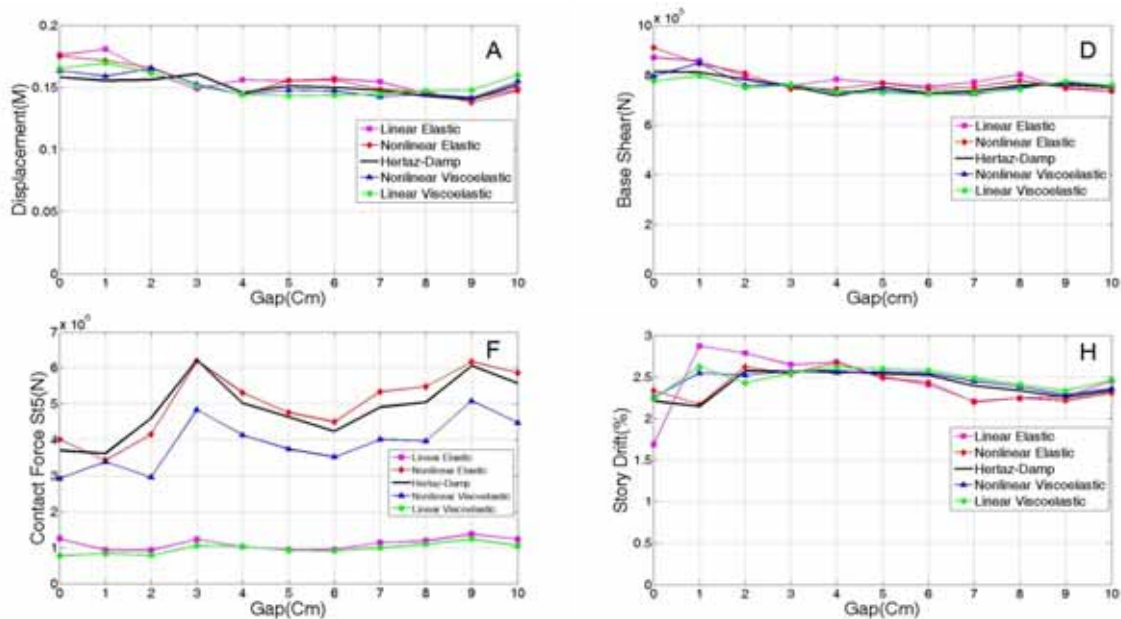 A
0.2
0.15
0.1
0.05
0
Displacement(M)
Linear Elastic
Nonlinear Elastic
Hertaz-Damp
Nonlinear Viscoelastic
Linear Viscoelastic
0 1 2 3 4 5 6 7 8 9 10
Gap(Cm)
D
x 10
10
8
6
4
2
0
Base Shear(N)
Linear Elastic
Nonlinear Elastic
Hertaz-Damp
Nonlinear Viscoelastic
Linear Viscoelastic
0 1 2 3 4 5 6 7 8 9 10
Gap(cm)
F
x 10
7
6
5
4
3
2
1
0
Contact Force St5(N)
Linear Elastic
Nonlinear Elastic
Hertaz-Damp
Nonlinear Viscoelastic
Linear Viscoelastic
0 1 2 3 4 5 6 7 8 9 10
Gap(Cm)
H
3
2.5
2
1.5
1
0.5
0
Story Drift(%)
Linear Elastic
Nonlinear Elastic
Hertaz-Damp
Nonlinear Viscoelastic
Linear Viscoelastic
0 1 2 3 4 5 6 7 8 9 10
Gap(Cm)